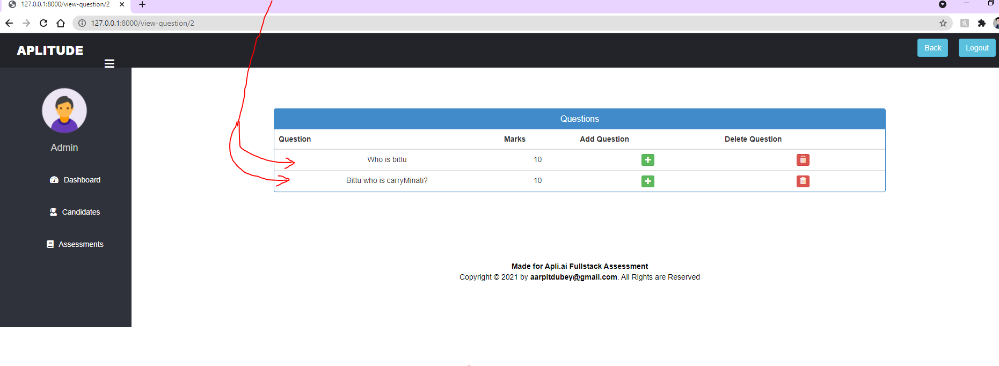 127.0.0.1:8000/view-question/2
127.0.0.1:8000/view-question/2
APLITUDE
Back Logout
Admin
Dashboard
Candidates
Assessments
Questions
Question Marks Add Question Delete Question
Who is bittu 10
Bittu who is carryMinati? 10
Made for Apli.ai Fullstack Assessment
Copyright © 2021 by aarpitdubey@gmail.com. All Rights are Reserved